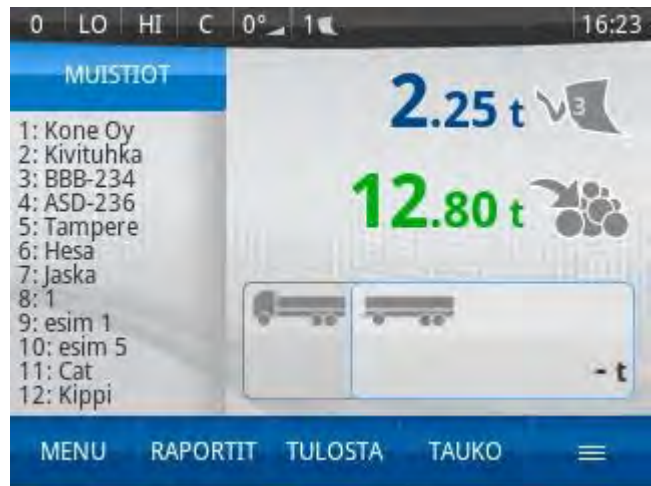 0 LO HI C 0° 1 16:23
MUISTIOT
1: Kone Oy
2: Kivituhka
3: BBB-234
4: ASD-236
5: Tampere
6: Hesa
7: Jaska
8: 1
9: esim 1
10: esim 5
11: Cat
12: Kippi
2.25 t 3
12.80 t
- t
MENU RAPORTIT TULOSTA TAUKO